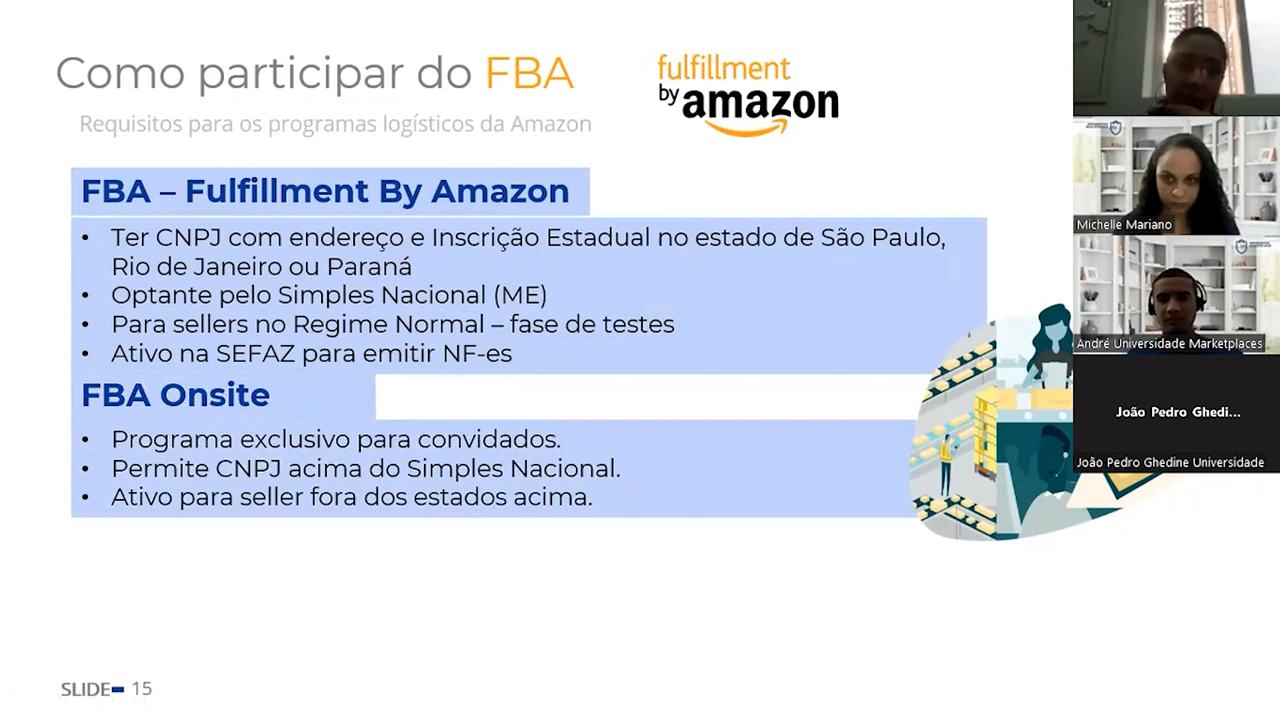 Como participar do FBA
Requisitos para os programas logísticos da Amazon
fulfillment
by amazon
FBA – Fulfillment By Amazon
• Ter CNPJ com endereço e Inscrição Estadual no estado de São Paulo,
Rio de Janeiro ou Paraná
• Optante pelo Simples Nacional (ME)
• Para sellers no Regime Normal – fase de testes
• Ativo na SEFAZ para emitir NF-es
FBA Onsite
• Programa exclusivo para convidados.
• Permite CNPJ acima do Simples Nacional.
• Ativo para seller fora dos estados acima.
SLIDE 15
Michelle Mariano
André Universidade Marketplaces
João Pedro Ghedi...
João Pedro Ghedine Universidade